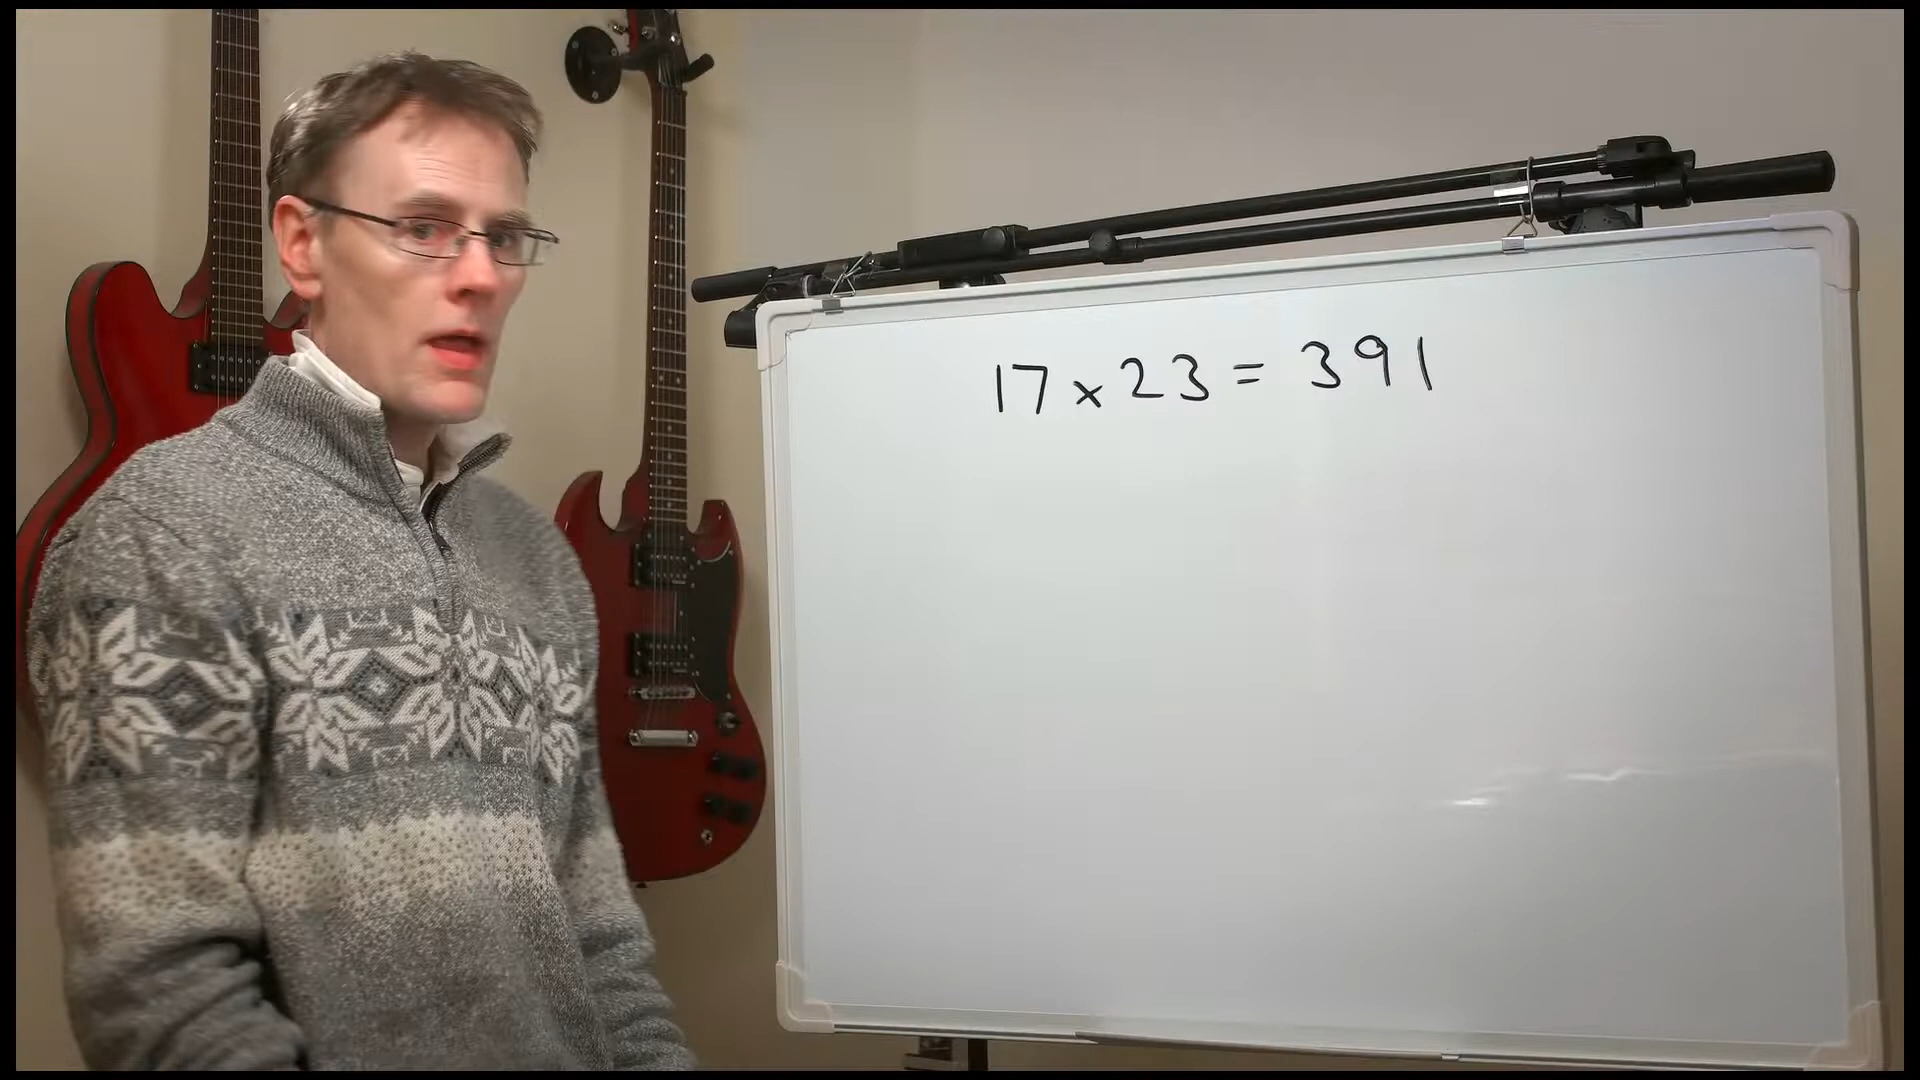 17 × 23 = 391